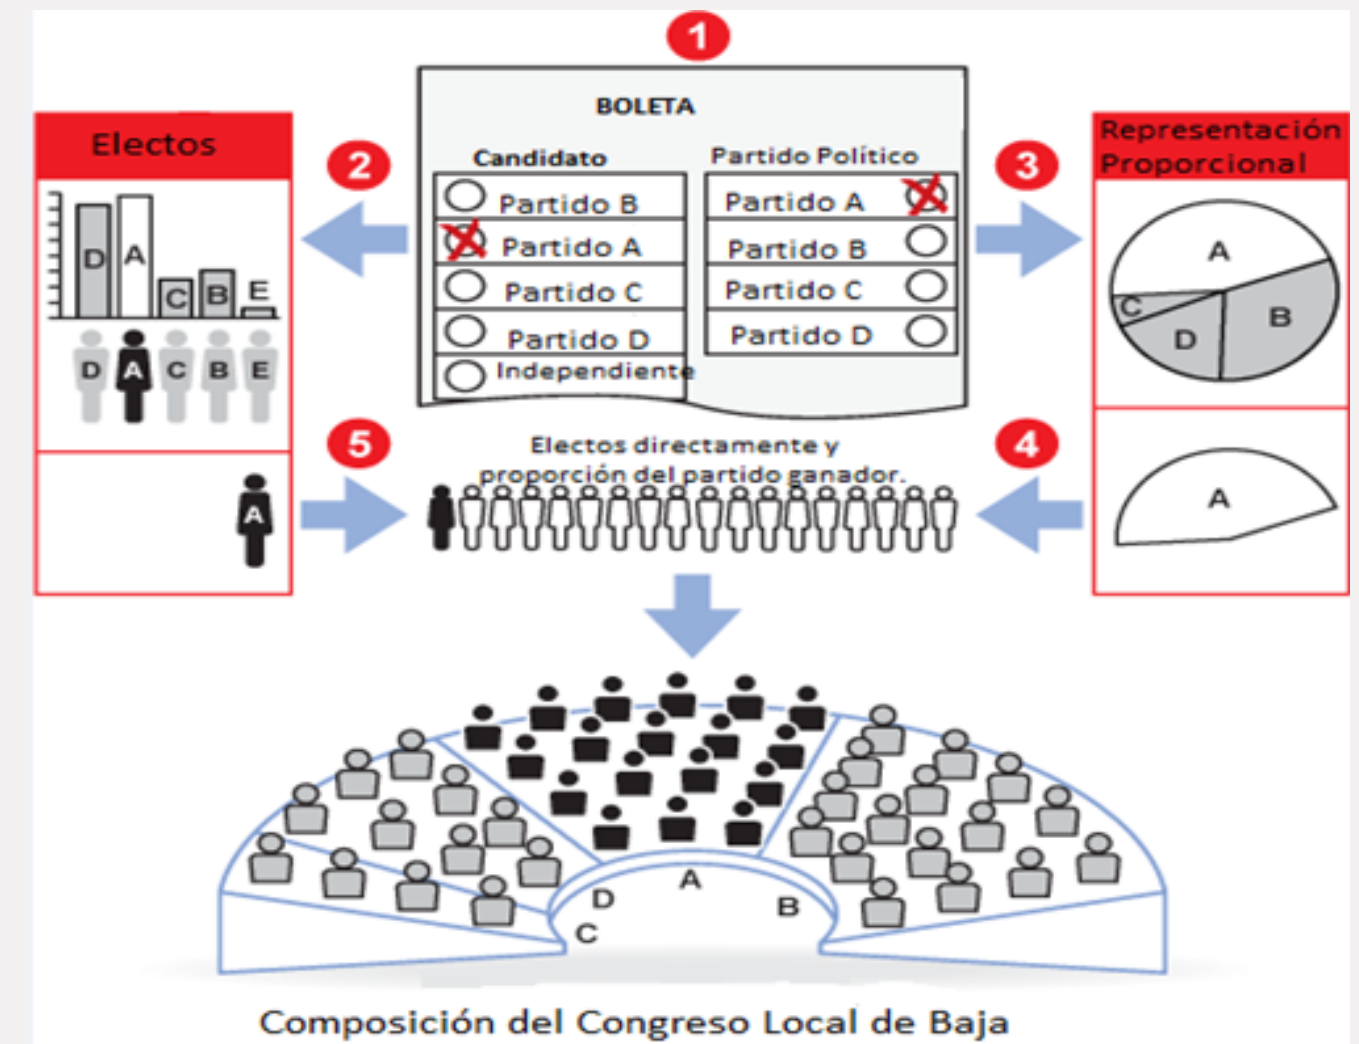 1
BOLETA
Electos
2
Candidato
Partido Político
3
Representación
Proporcional
Partido B
Partido A
Partido C
Partido D
Independiente
Partido A
Partido B
Partido C
Partido D
D
A
C
B
E
D
A
C
B
E
A
C
D
B
5
Electos directamente y
proporción del partido ganador.
4
A
A
A
D
B
C
Composición del Congreso Local de Baja